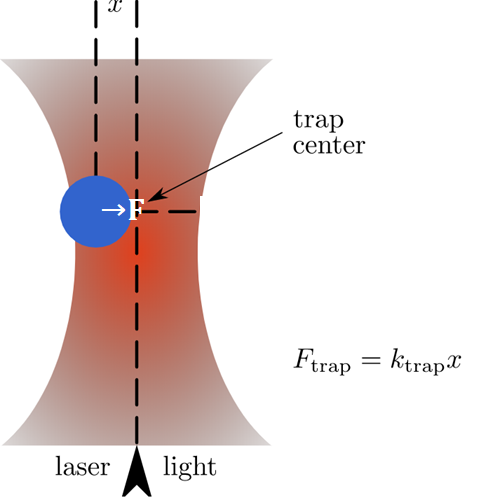 x
trap
center
→F
F_trap = k_trap x
laser light